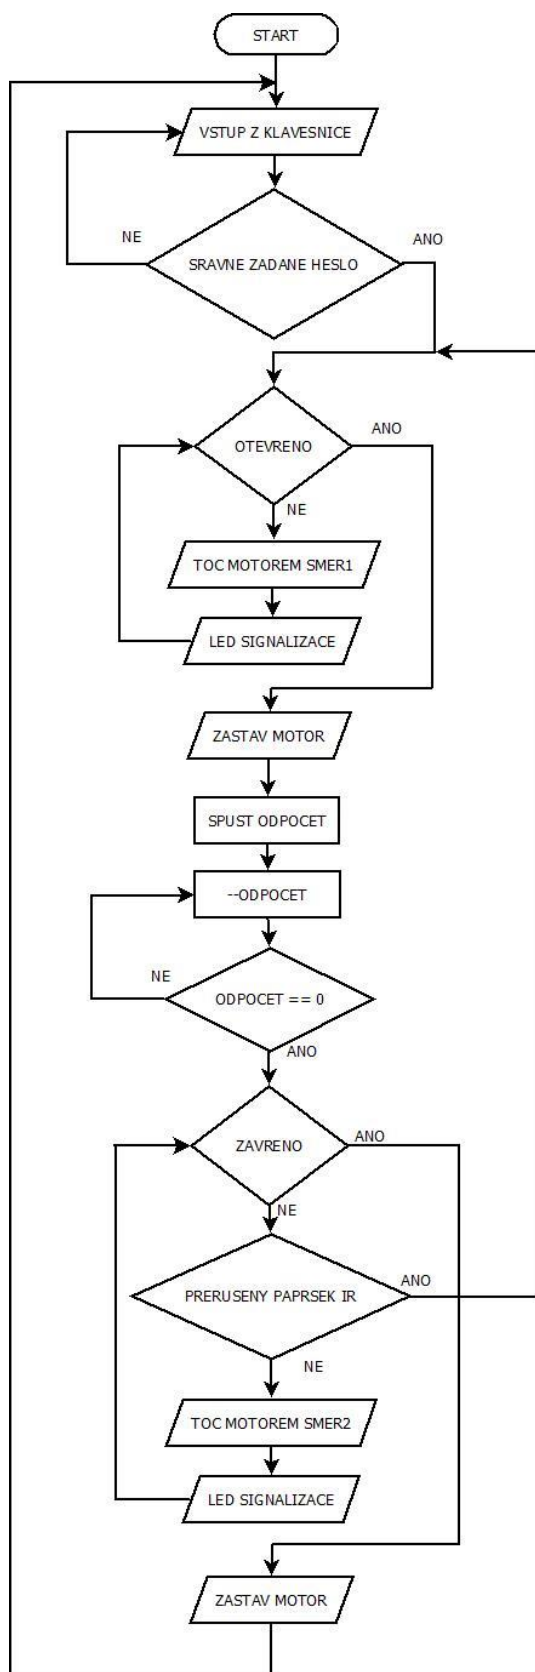 START
VSTUP Z KLAVESNICE
NE
ANO
SRAVNE ZADANE HESLO
ANO
OTEVRENO
NE
TOC MOTOREM SMER1
LED SIGNALIZACE
ZASTAV MOTOR
SPUST ODPOCET
--ODPOCET
NE
ODPOCET == 0
ANO
ANO
ZAVRENO
NE
ANO
PRERUSENY PAPRSEK IR
NE
TOC MOTOREM SMER2
LED SIGNALIZACE
ZASTAV MOTOR